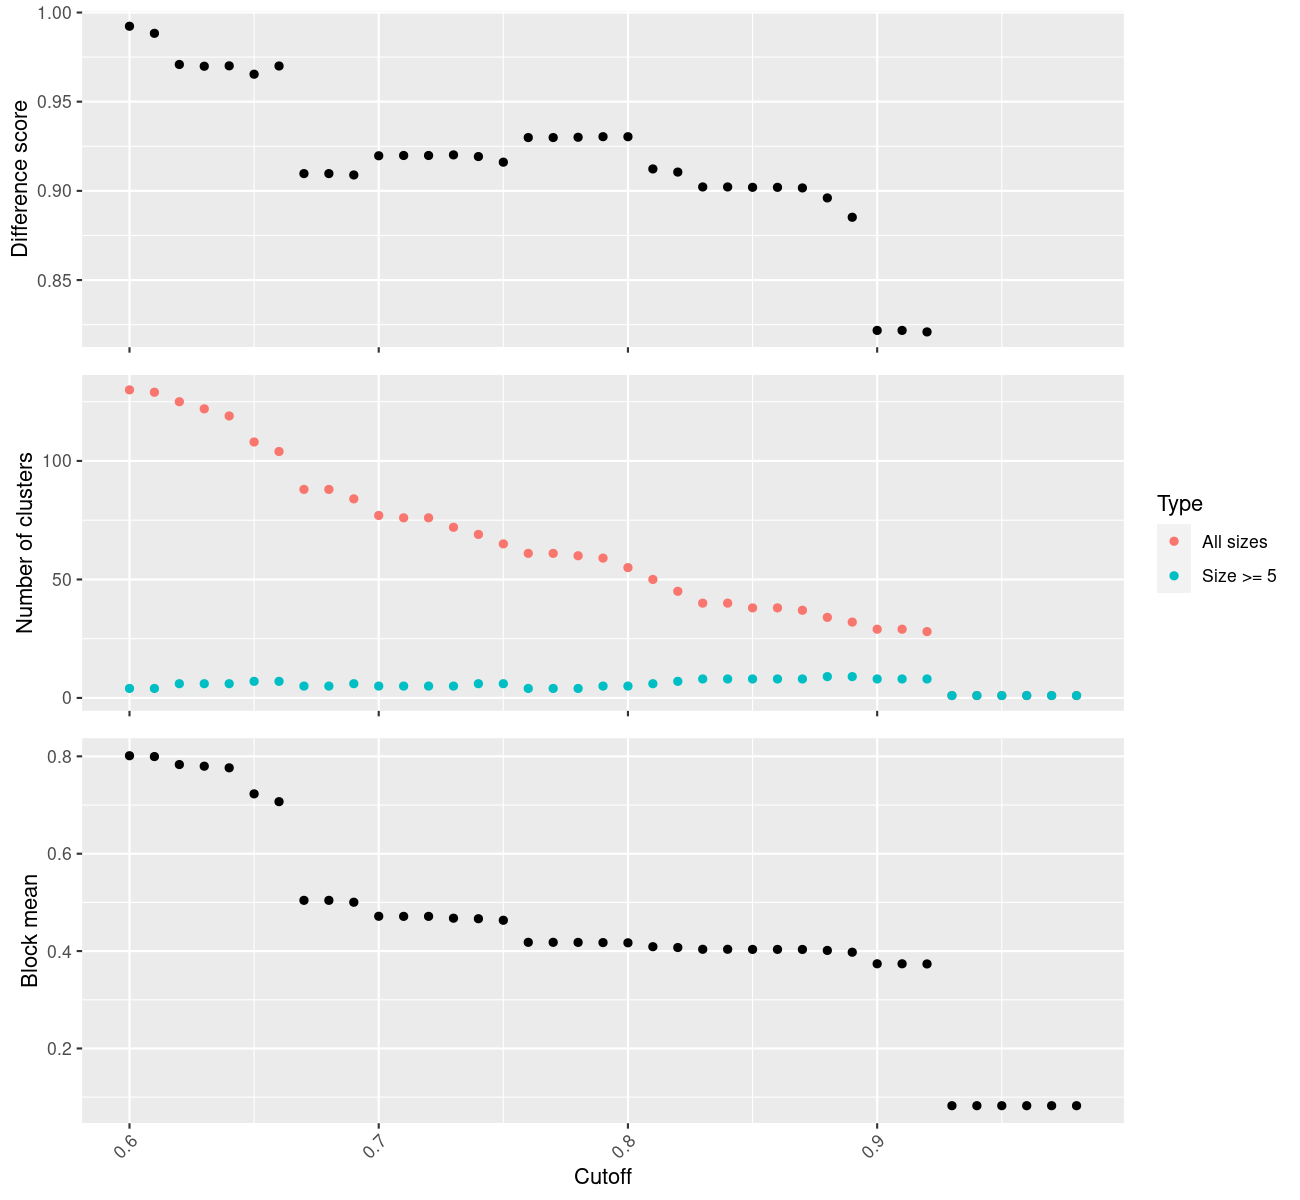 Difference score
1.00
0.95
0.90
0.85
Number of clusters
100
50
0
Type
All sizes
Size >= 5
Block mean
0.8
0.6
0.4
0.2
0.6 0.7 0.8 0.9
Cutoff